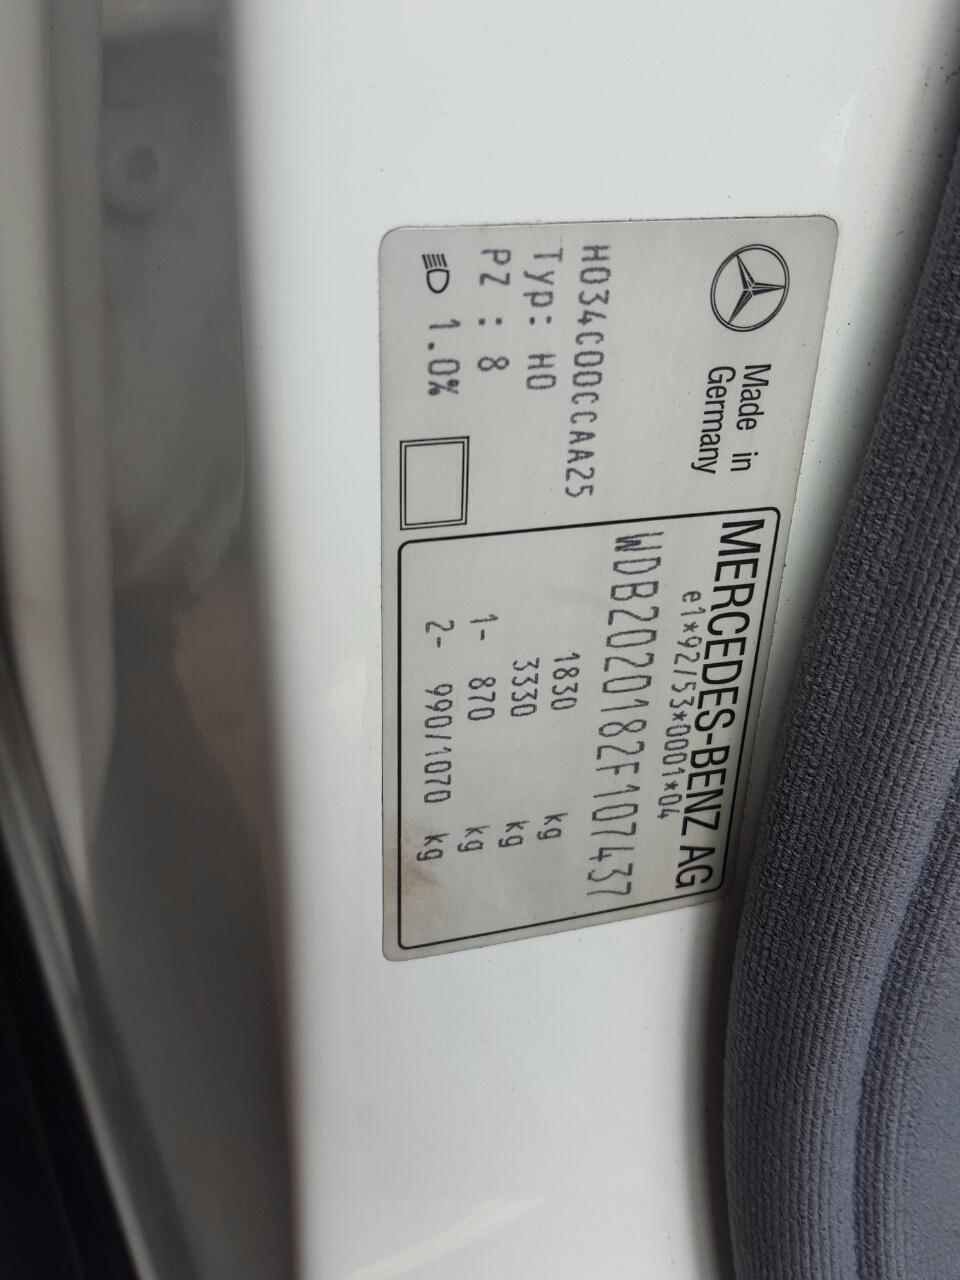 Made in
Germany
H034C00CCAA25
Typ: H0
PZ : 8
1.0%
MERCEDES-BENZ AG
e1*92/53*0001*04
WDB2020182F107437
1830 kg
3330 kg
1- 870 kg
2- 990/1070 kg